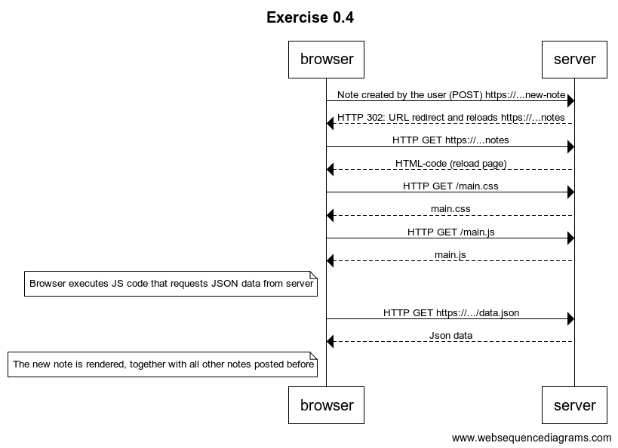 Exercise 0.4
browser
server
Note created by the user (POST) https://...new-note
HTTP 302: URL redirect and reloads https://...notes
HTTP GET https://...notes
HTML-code (reload page)
HTTP GET /main.css
main.css
HTTP GET /main.js
main.js
Browser executes JS code that requests JSON data from server
HTTP GET https://.../data.json
Json data
The new note is rendered, together with all other notes posted before
browser
server
www.websequencediagrams.com